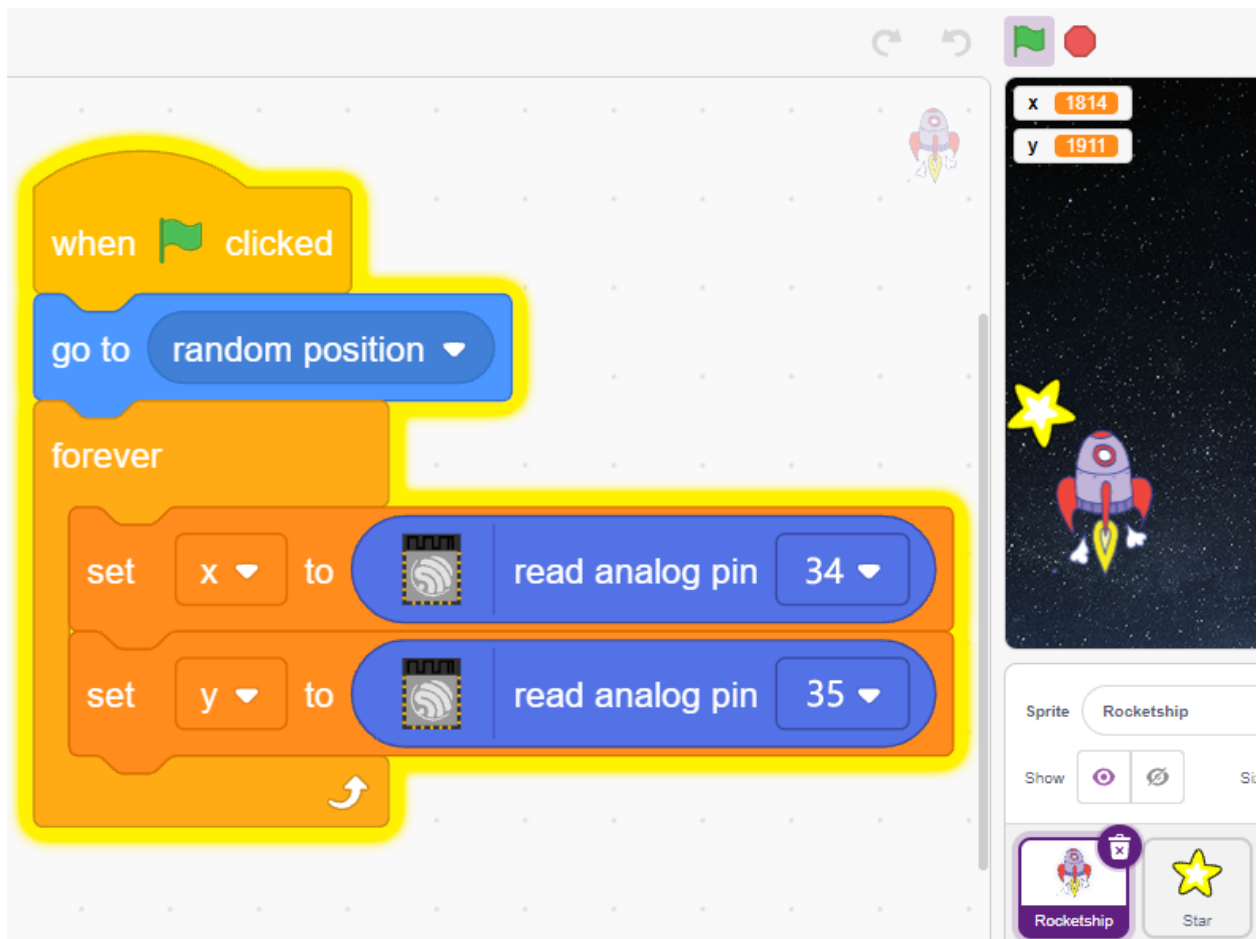 x 1814
y 1911
when clicked
go to random position
forever
set x to read analog pin 34
set y to read analog pin 35
Sprite Rocketship
Show
Rocketship
Star